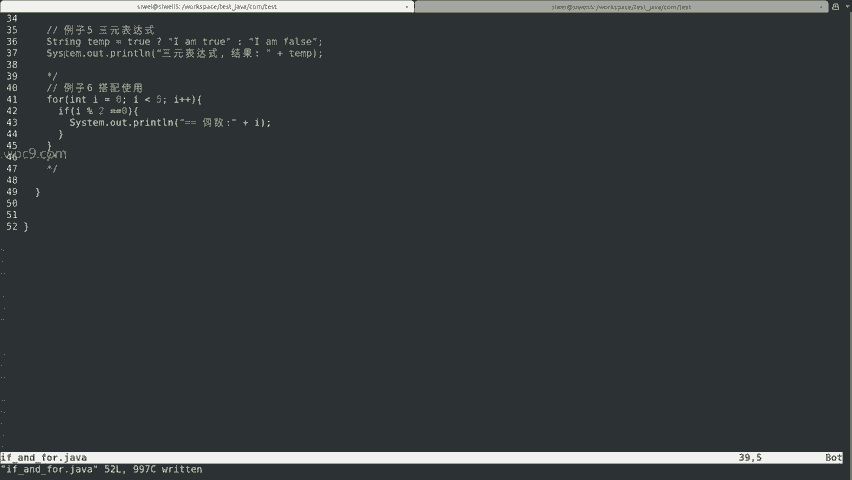 siwei@siwei5: /workspace/test_java/com/test
siwei@siwei5: /workspace/test_java/com/test
34
35 // 例子5 三元表达式
36 String temp = true ? "I am true" : "I am false";
37 System.out.println("三元表达式, 结果: " + temp);
38
39 */
40 // 例子6 搭配使用
41 for(int i = 0; i < 5; i++){
42 if(i % 2 ==0){
43 System.out.println("== 偶数:" + i);
44 }
45 }
46
47 */
48
49 }
50
51
52 }
if_and_for.java 39,5 Bot
"if_and_for.java" 52L, 997C written